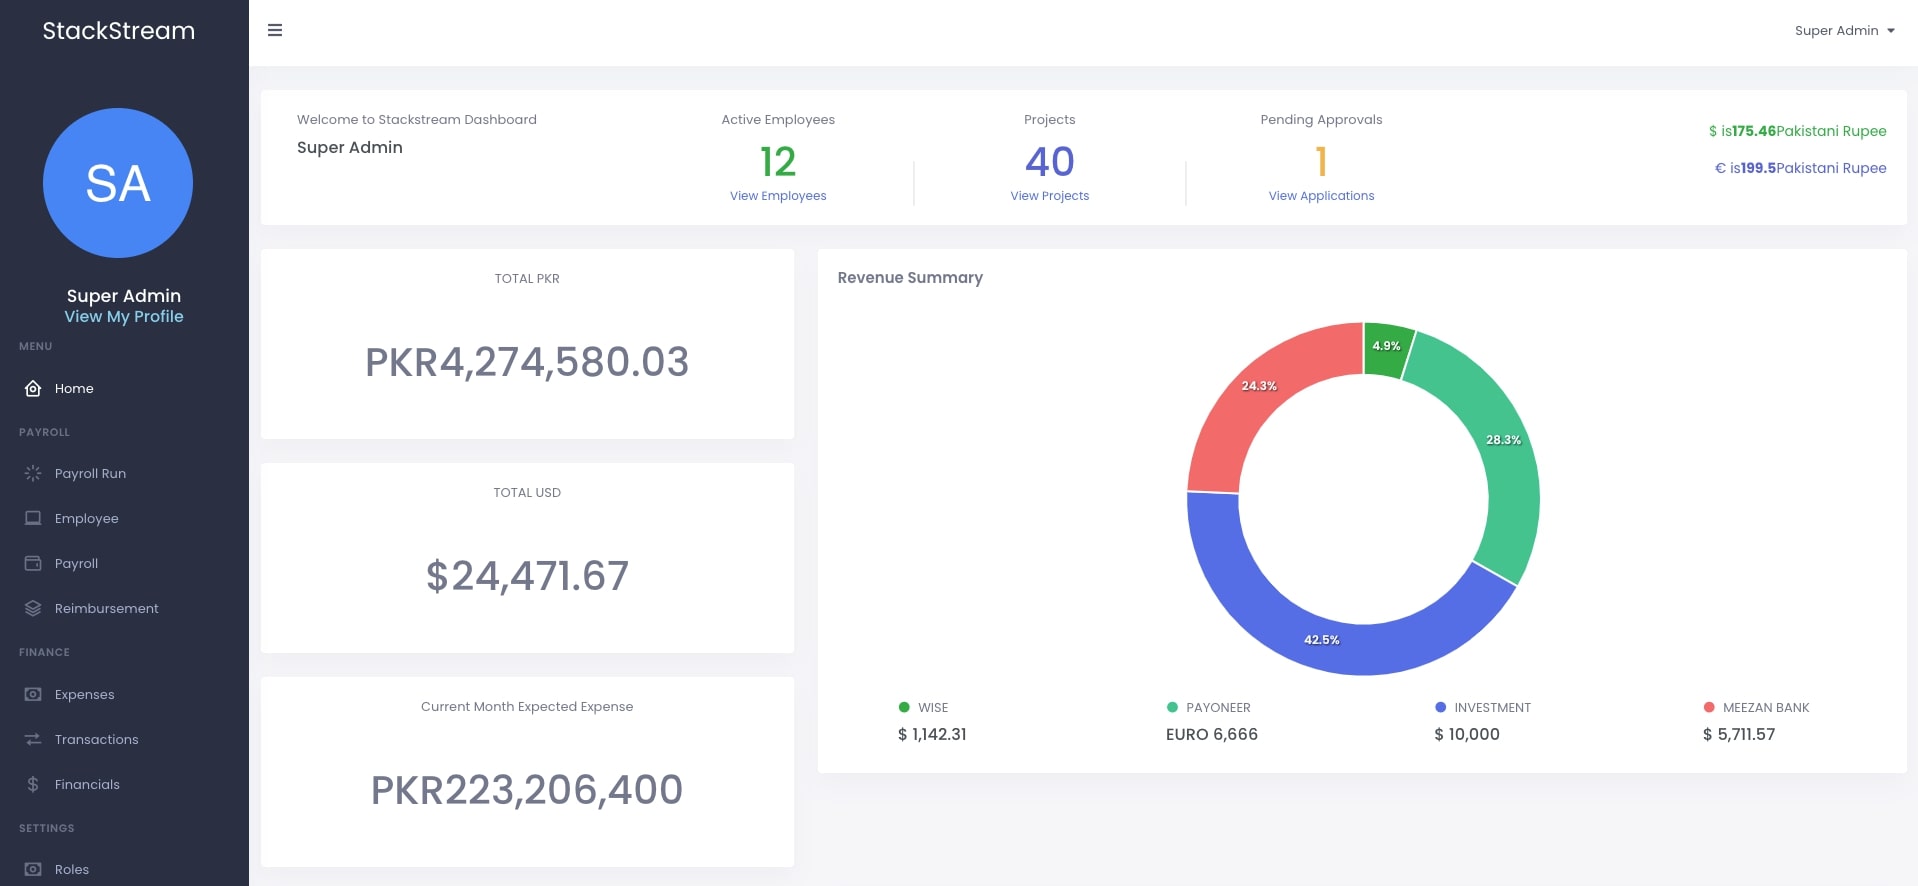 StackStream
SA
Super Admin
View My Profile
MENU
Home
PAYROLL
Payroll Run
Employee
Payroll
Reimbursement
FINANCE
Expenses
Transactions
Financials
SETTINGS
Roles
Super Admin
Welcome to Stackstream Dashboard
Super Admin
Active Employees
12
View Employees
Projects
40
View Projects
Pending Approvals
1
View Applications
$ is175.46Pakistani Rupee
€ is199.5Pakistani Rupee
TOTAL PKR
PKR4,274,580.03
TOTAL USD
$24,471.67
Current Month Expected Expense
PKR223,206,400
Revenue Summary
4.9%
24.3%
28.3%
42.5%
WISE
$ 1,142.31
PAYONEER
EURO 6,666
INVESTMENT
$ 10,000
MEEZAN BANK
$ 5,711.57